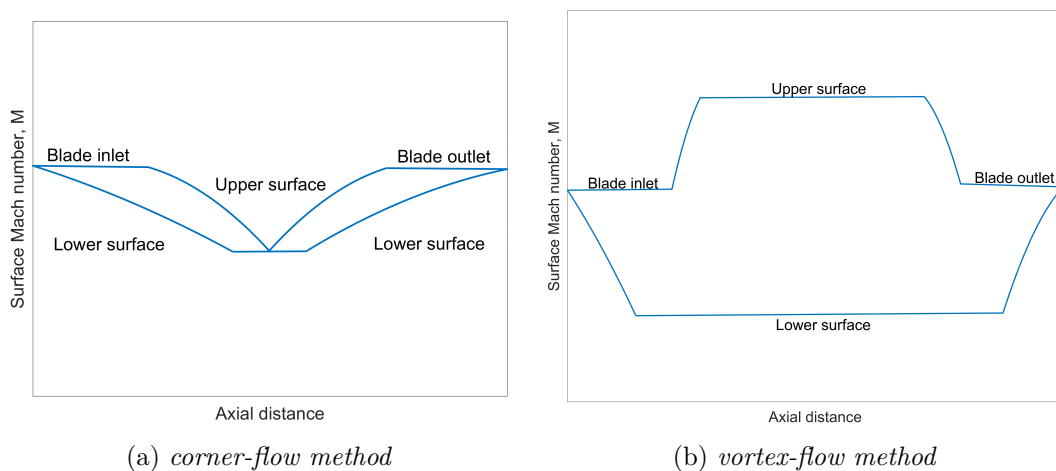 Surface Mach number, M
Blade inlet
Blade outlet
Upper surface
Lower surface
Lower surface
Axial distance
(a) corner-flow method
Surface Mach number, M
Upper surface
Blade inlet
Blade outlet
Lower surface
Axial distance
(b) vortex-flow method